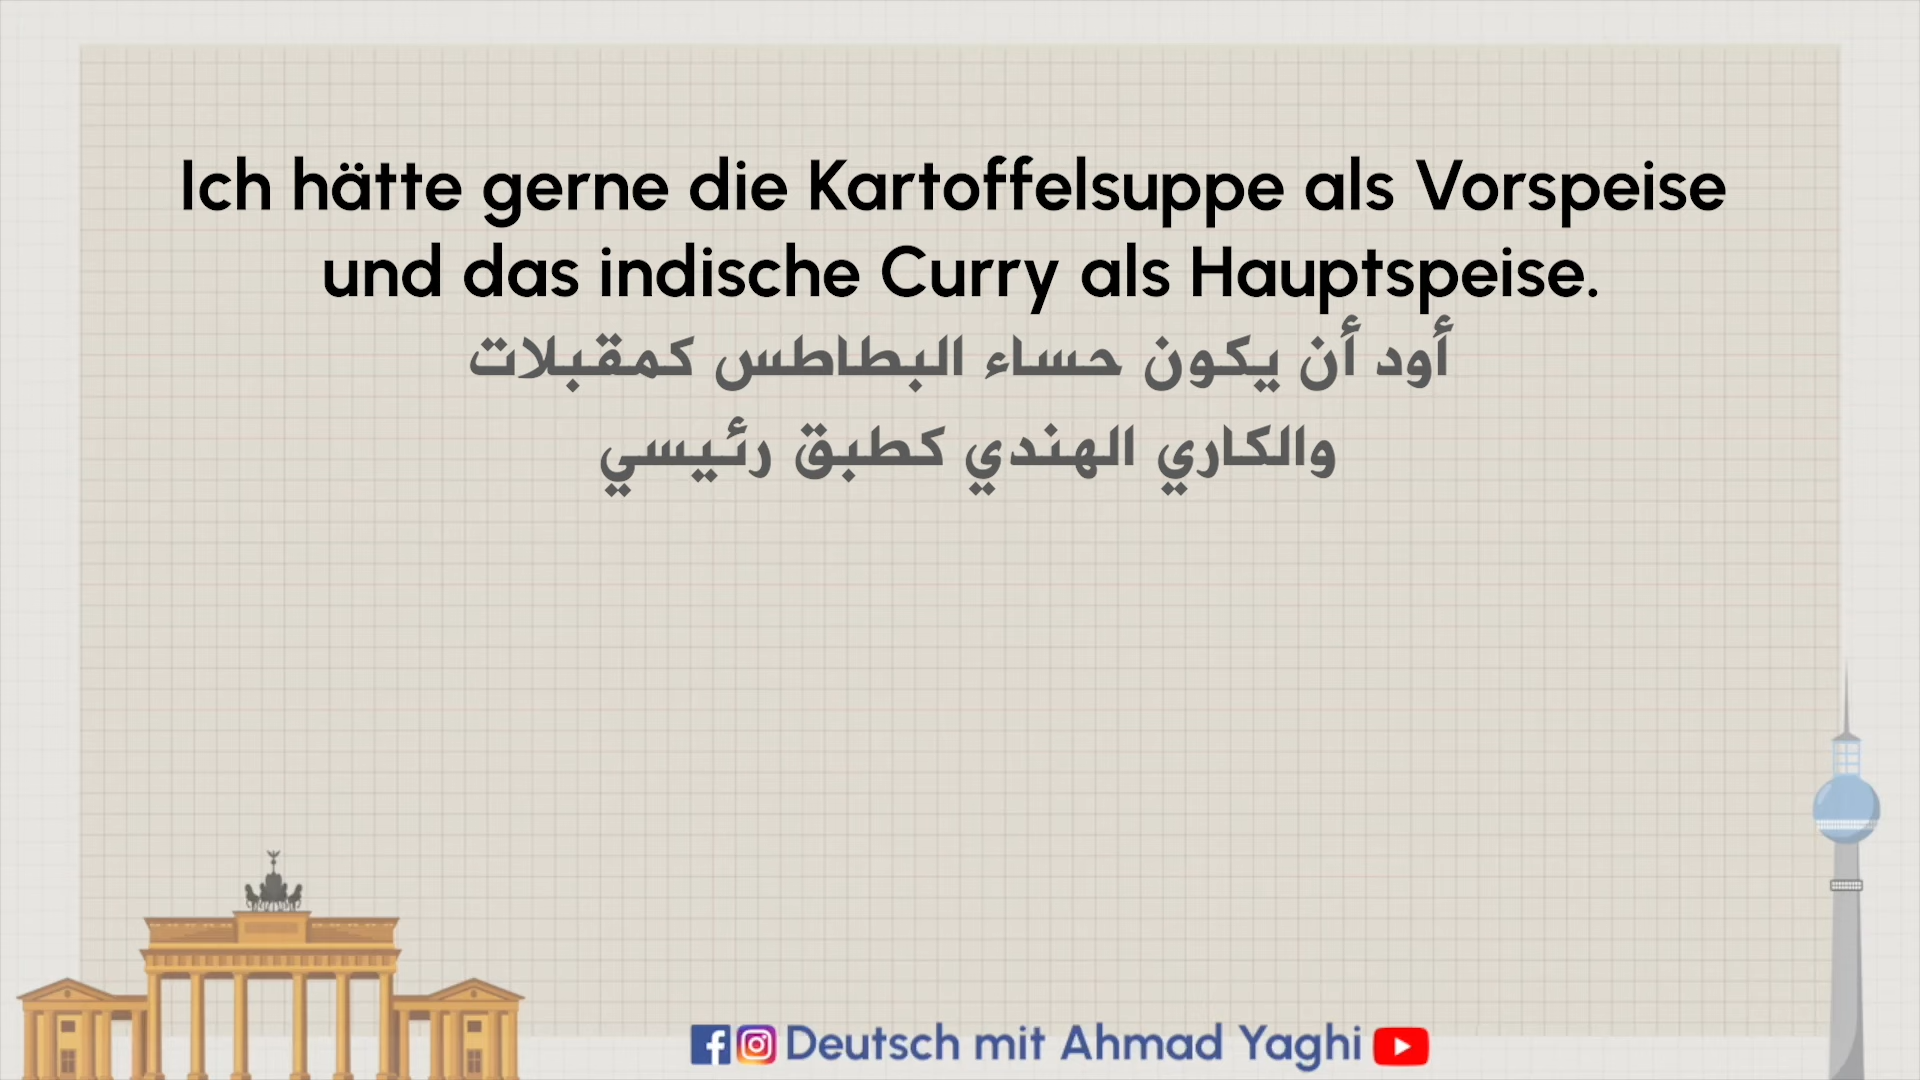 Ich hätte gerne die Kartoffelsuppe als Vorspeise
und das indische Curry als Hauptspeise.
أود أن يكون حساء البطاطس كمقبلات
والكاري الهندي كطبق رئيسي
Deutsch mit Ahmad Yaghi